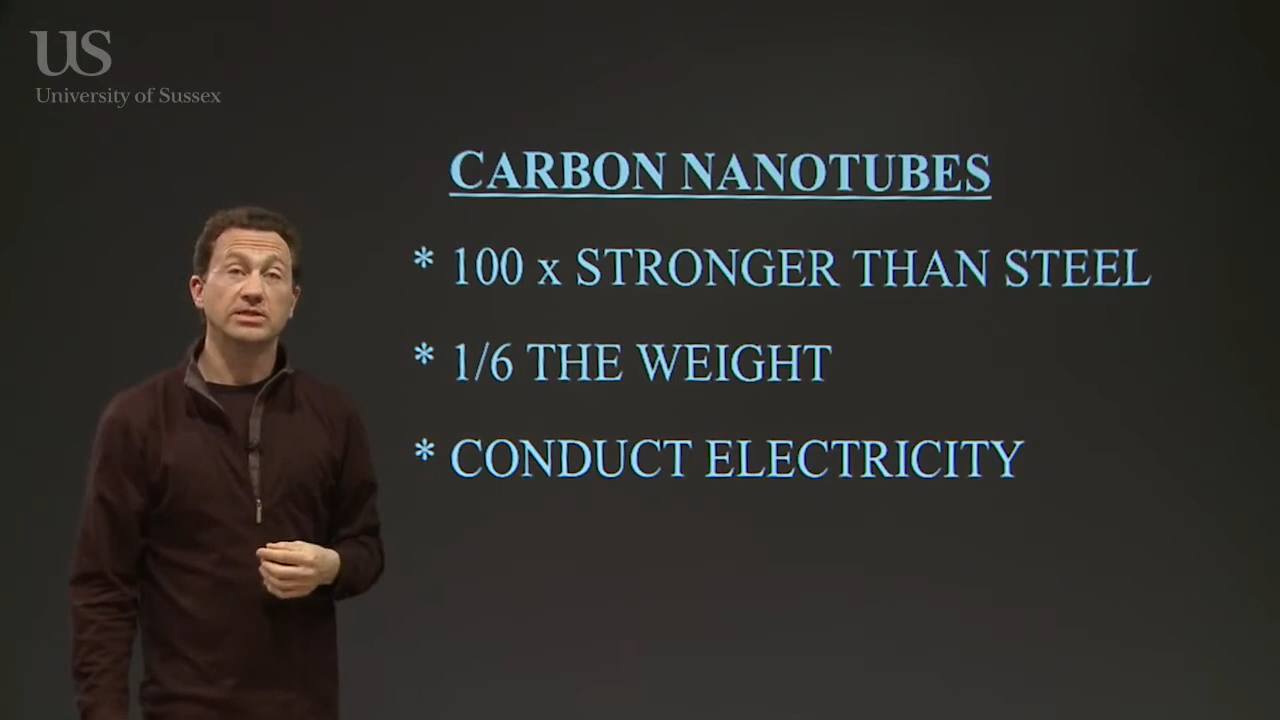 US
University of Sussex
CARBON NANOTUBES
* 100 x STRONGER THAN STEEL
* 1/6 THE WEIGHT
* CONDUCT ELECTRICITY